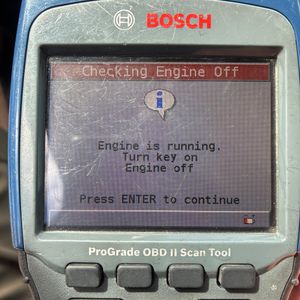 BOSCH
Checking Engine Off
Engine is running.
Turn key on
Engine off
Press ENTER to continue
ProGrade OBD II Scan Tool